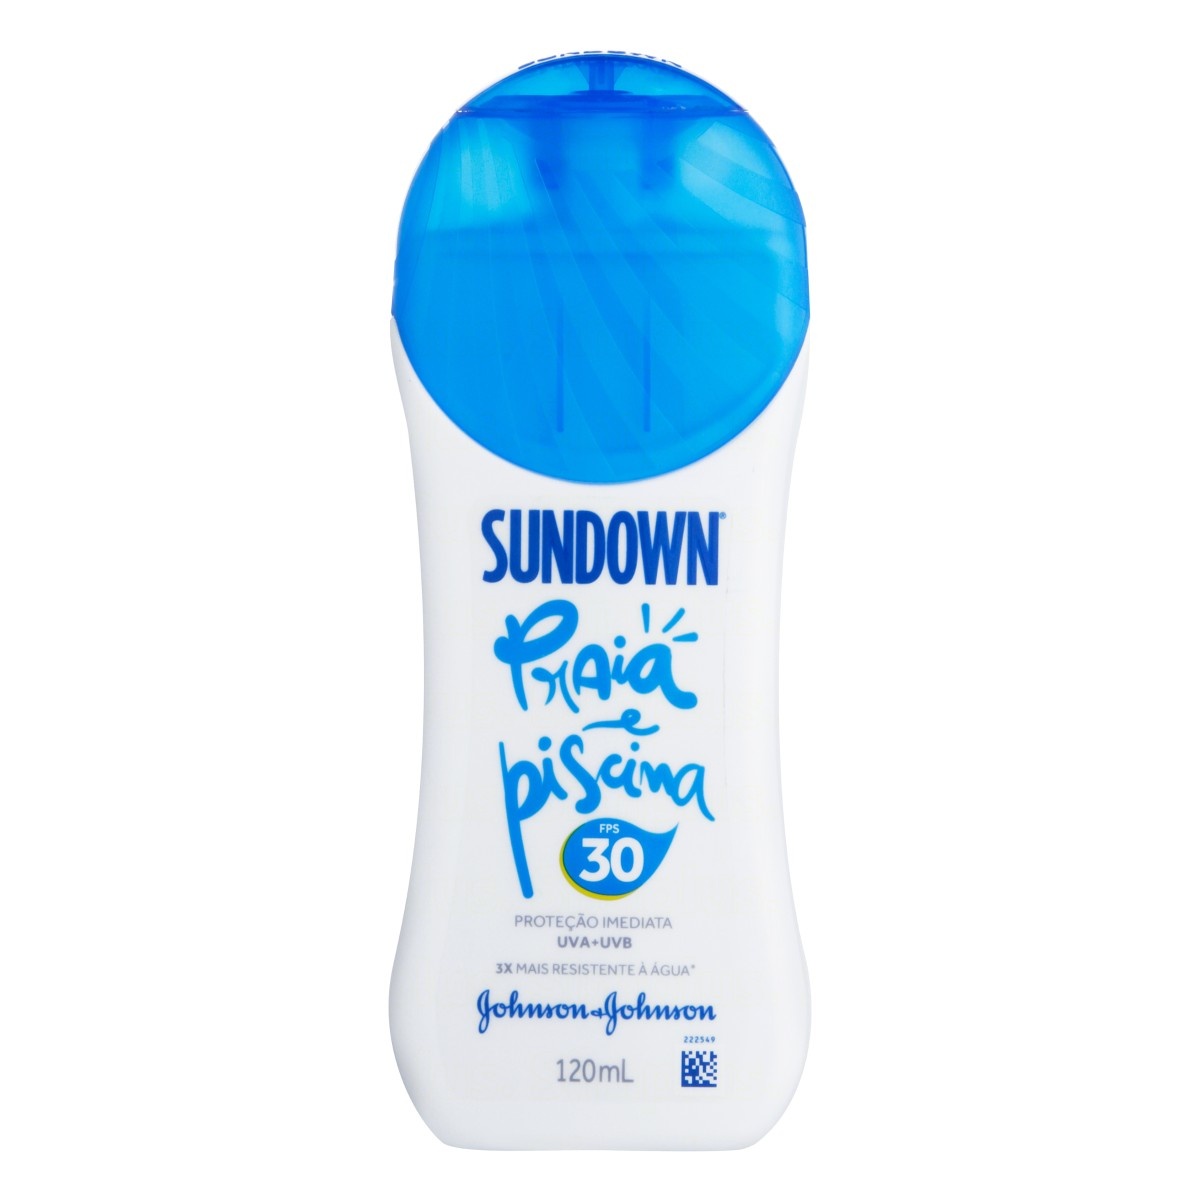 SUNDOWN®
Praia
e
piscina
FPS
30
PROTEÇÃO IMEDIATA
UVA+UVB
3X MAIS RESISTENTE À ÁGUA*
Johnson+Johnson
222549
120mL